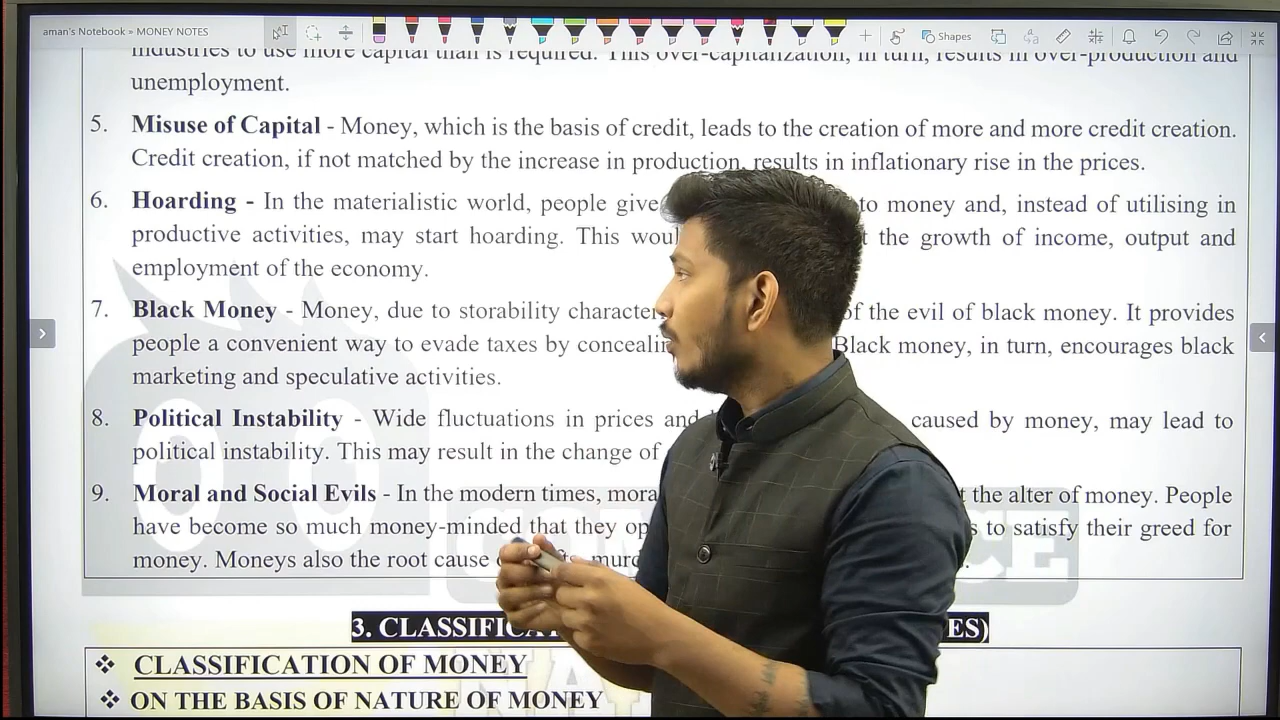 aman's Notebook » MONEY NOTES
Shapes
industries to use more capital than is required. This over-capitalization, in turn, results in over-production and
unemployment.
5. Misuse of Capital - Money, which is the basis of credit, leads to the creation of more and more credit creation.
Credit creation, if not matched by the increase in production, results in inflationary rise in the prices.
6. Hoarding - In the materialistic world, people give to money and, instead of utilising in
productive activities, may start hoarding. This the growth of income, output and
employment of the economy.
7. Black Money - Money, due to storability of the evil of black money. It provides
people a convenient way to evade taxes by Black money, in turn, encourages black
marketing and speculative activities.
8. Political Instability - Wide fluctuations in prices and caused by money, may lead to
political instability. This may result in the change of
9. Moral and Social Evils - In the modern times, the alter of money. People
have become so much money-minded that they to satisfy their greed for
money. Moneys also the root cause
3. CLASSIFICAT ES)
❖ CLASSIFICATION OF MONEY
❖ ON THE BASIS OF NATURE OF MONEY